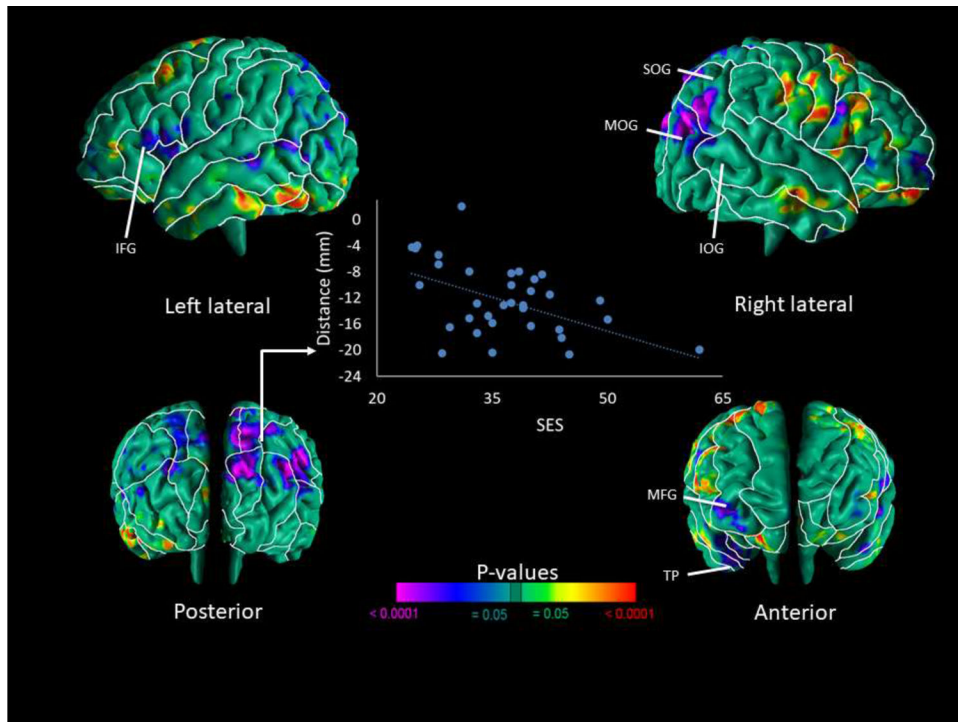 SOG
MOG
IFG
IOG
Left lateral
Right lateral
0
-4
-8
-12
-16
-20
-24
Distance (mm)
20
35
50
65
SES
MFG
TP
P-values
< 0.0001
= 0.05
= 0.05
< 0.0001
Posterior
Anterior